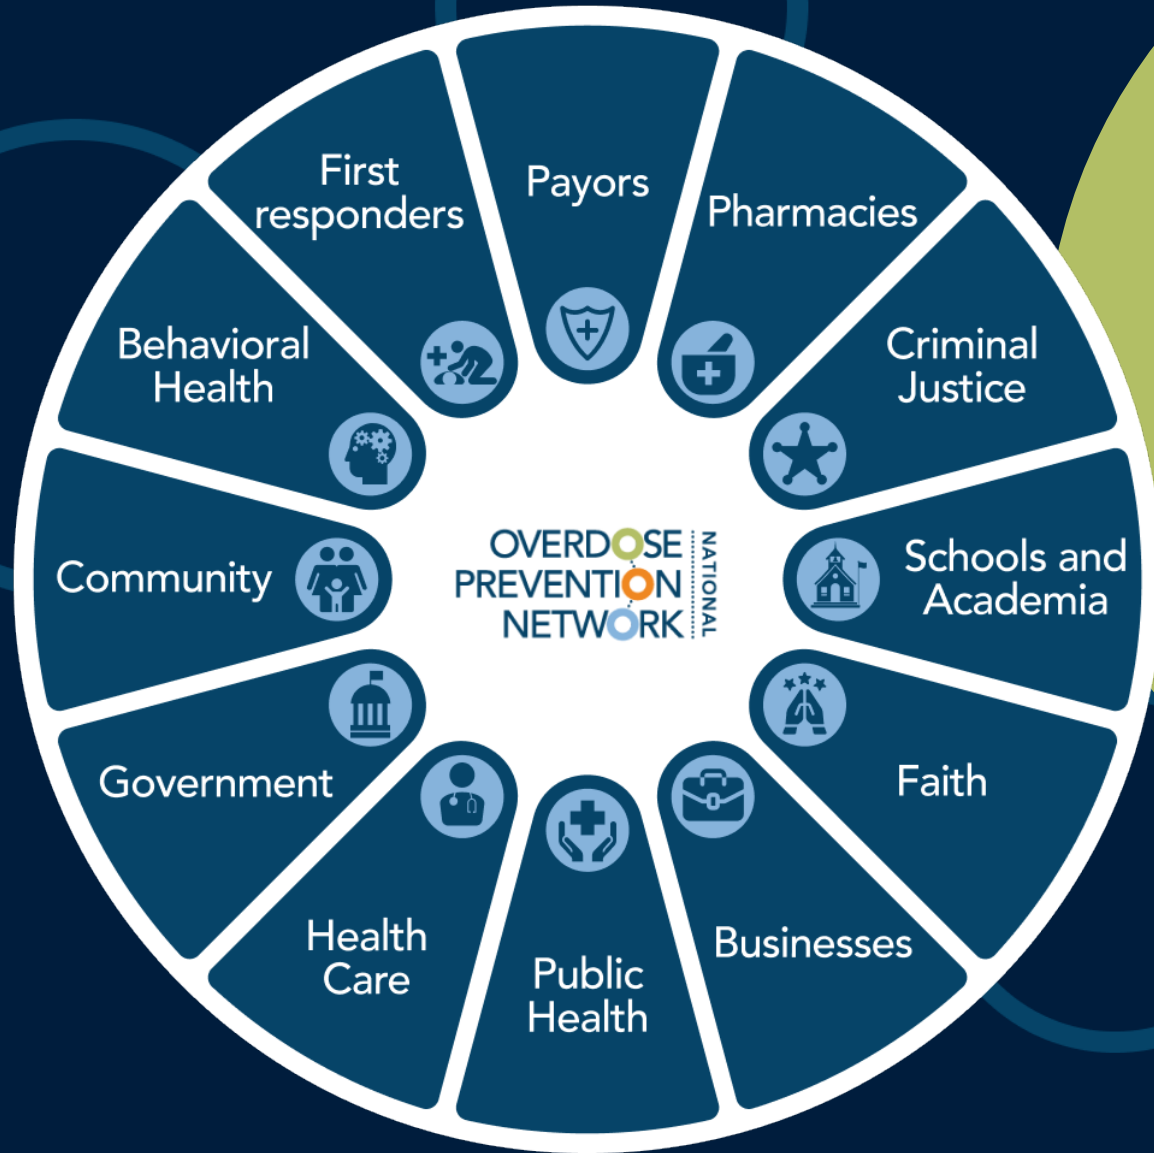 Payors
Pharmacies
Criminal
Justice
Schools and
Academia
Faith
Businesses
Public
Health
Health
Care
Government
Community
Behavioral
Health
First
responders
OVERDOSE
PREVENTION
NETWORK
NATIONAL